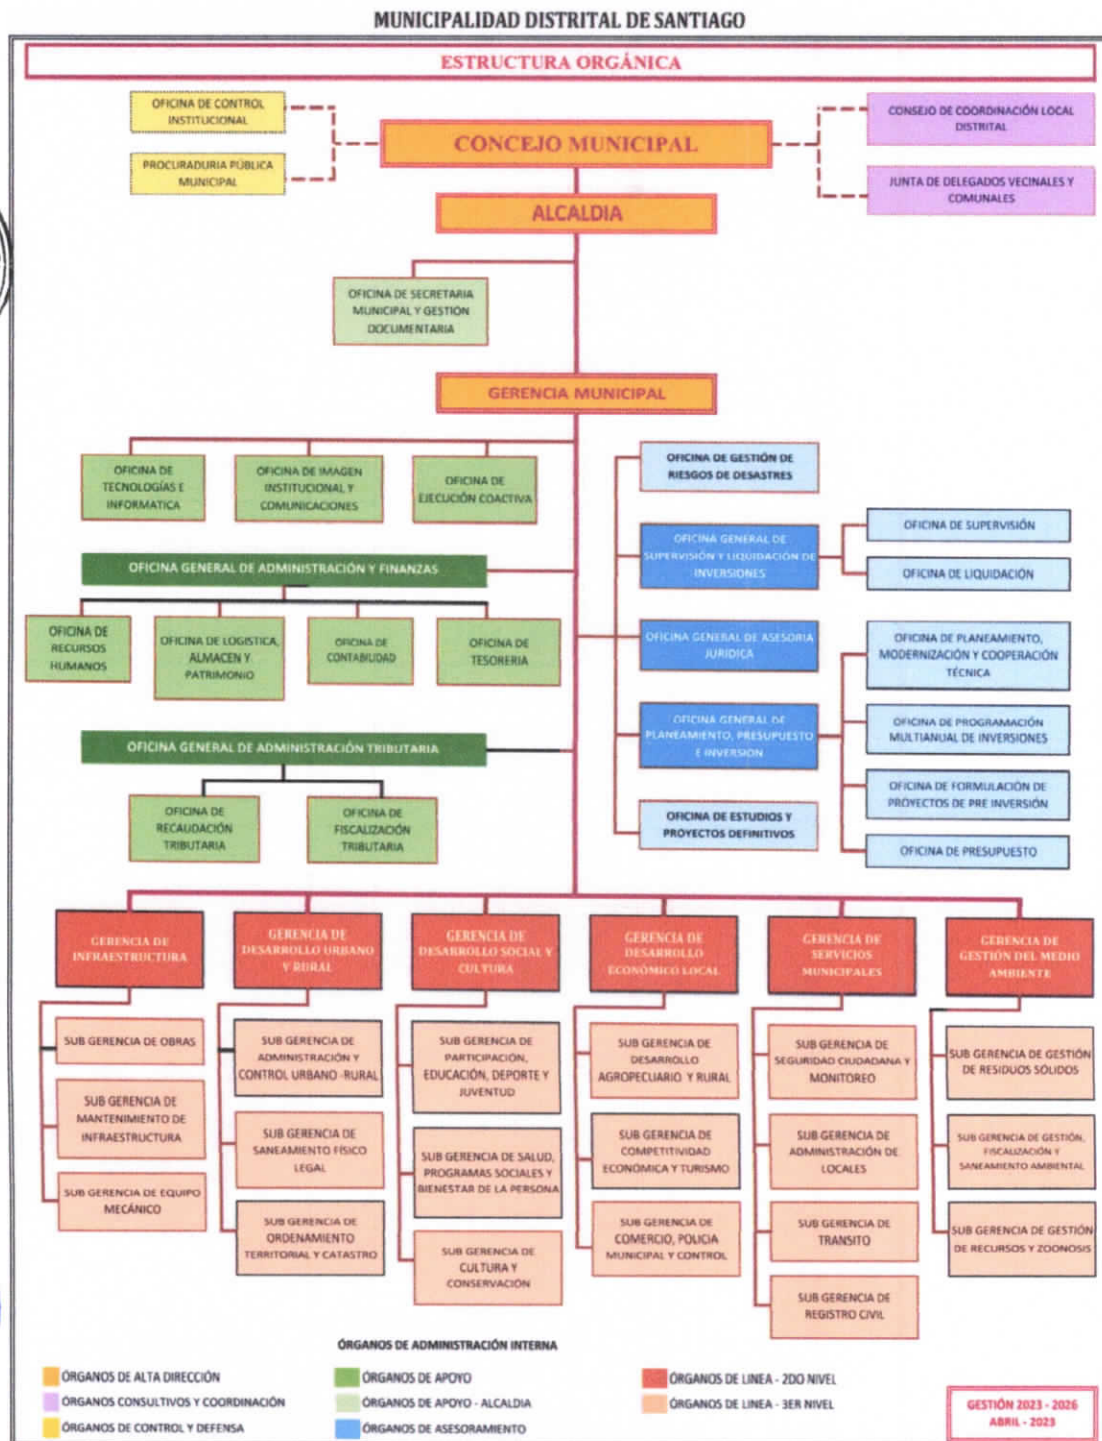 MUNICIPALIDAD DISTRITAL DE SANTIAGO
ESTRUCTURA ORGÁNICA
OFICINA DE CONTROL
INSTITUCIONAL
PROCURADURIA PÚBLICA
MUNICIPAL
CONCEJO MUNICIPAL
CONSEJO DE COORDINACIÓN LOCAL
DISTRITAL
JUNTA DE DELEGADOS VECINALES Y
COMUNALES
ALCALDIA
OFICINA DE SECRETARIA
MUNICIPAL Y GESTIÓN
DOCUMENTARIA
GERENCIA MUNICIPAL
OFICINA DE
TECNOLOGÍAS E
INFORMATICA
OFICINA DE IMAGEN
INSTITUCIONAL Y
COMUNICACIONES
OFICINA DE
EJECUCIÓN COACTIVA
OFICINA GENERAL DE ADMINISTRACIÓN Y FINANZAS
OFICINA DE
RECURSOS
HUMANOS
OFICINA DE LOGISTICA,
ALMACEN Y
PATRIMONIO
OFICINA DE
CONTABILIDAD
OFICINA DE
TESORERIA
OFICINA GENERAL DE ADMINISTRACIÓN TRIBUTARIA
OFICINA DE
RECAUDACIÓN
TRIBUTARIA
OFICINA DE
FISCALIZACIÓN
TRIBUTARIA
OFICINA DE GESTIÓN DE
RIESGOS DE DESASTRES
OFICINA GENERAL DE
SUPERVISIÓN Y LIQUIDACIÓN DE
INVERSIONES
OFICINA DE SUPERVISIÓN
OFICINA DE LIQUIDACIÓN
OFICINA GENERAL DE ASESORIA
JURIDICA
OFICINA GENERAL DE
PLANEAMIENTO, PRESUPUESTO
E INVERSION
OFICINA DE PLANEAMIENTO,
MODERNIZACIÓN Y COOPERACIÓN
TÉCNICA
OFICINA DE PROGRAMACIÓN
MULTIANUAL DE INVERSIONES
OFICINA DE FORMULACIÓN DE
PROYECTOS DE PRE INVERSIÓN
OFICINA DE PRESUPUESTO
OFICINA DE ESTUDIOS Y
PROYECTOS DEFINITIVOS
GERENCIA DE
INFRAESTRUCTURA
SUB GERENCIA DE OBRAS
SUB GERENCIA DE
MANTENIMIENTO DE
INFRAESTRUCTURA
SUB GERENCIA DE EQUIPO
MECÁNICO
GERENCIA DE
DESARROLLO URBANO
Y RURAL
SUB GERENCIA DE
ADMINISTRACIÓN Y
CONTROL URBANO -RURAL
SUB GERENCIA DE
SANEAMIENTO FÍSICO
LEGAL
SUB GERENCIA DE
ORDENAMIENTO
TERRITORIAL Y CATASTRO
GERENCIA DE
DESARROLLO SOCIAL Y
CULTURA
SUB GERENCIA DE
PARTICIPACIÓN,
EDUCACIÓN, DEPORTE Y
JUVENTUD
SUB GERENCIA DE SALUD,
PROGRAMAS SOCIALES Y
BIENESTAR DE LA PERSONA
SUB GERENCIA DE
CULTURA Y
CONSERVACIÓN
GERENCIA DE
DESARROLLO
ECONÓMICO LOCAL
SUB GERENCIA DE
DESARROLLO
AGROPECUARIO Y RURAL
SUB GERENCIA DE
COMPETITIVIDAD
ECONÓMICA Y TURISMO
SUB GERENCIA DE
COMERCIO, POLICIA
MUNICIPAL Y CONTROL
GERENCIA DE
SERVICIOS
MUNICIPALES
SUB GERENCIA DE
SEGURIDAD CIUDADANA Y
MONITOREO
SUB GERENCIA DE
ADMINISTRACIÓN DE
LOCALES
SUB GERENCIA DE
TRANSITO
SUB GERENCIA DE
REGISTRO CIVIL
GERENCIA DE
GESTIÓN DEL MEDIO
AMBIENTE
SUB GERENCIA DE GESTIÓN
DE RESIDUOS SÓLIDOS
SUB GERENCIA DE GESTIÓN,
FISCALIZACIÓN Y
SANEAMIENTO AMBIENTAL
SUB GERENCIA DE GESTIÓN
DE RECURSOS Y ZOONOSIS
ÓRGANOS DE ADMINISTRACIÓN INTERNA
ÓRGANOS DE ALTA DIRECCIÓN
ÓRGANOS CONSULTIVOS Y COORDINACIÓN
ÓRGANOS DE CONTROL Y DEFENSA
ÓRGANOS DE APOYO
ÓRGANOS DE APOYO - ALCALDIA
ÓRGANOS DE ASESORAMIENTO
ÓRGANOS DE LINEA - 2DO NIVEL
ÓRGANOS DE LINEA - 3ER NIVEL
GESTIÓN 2023 - 2026
ABRIL - 2023